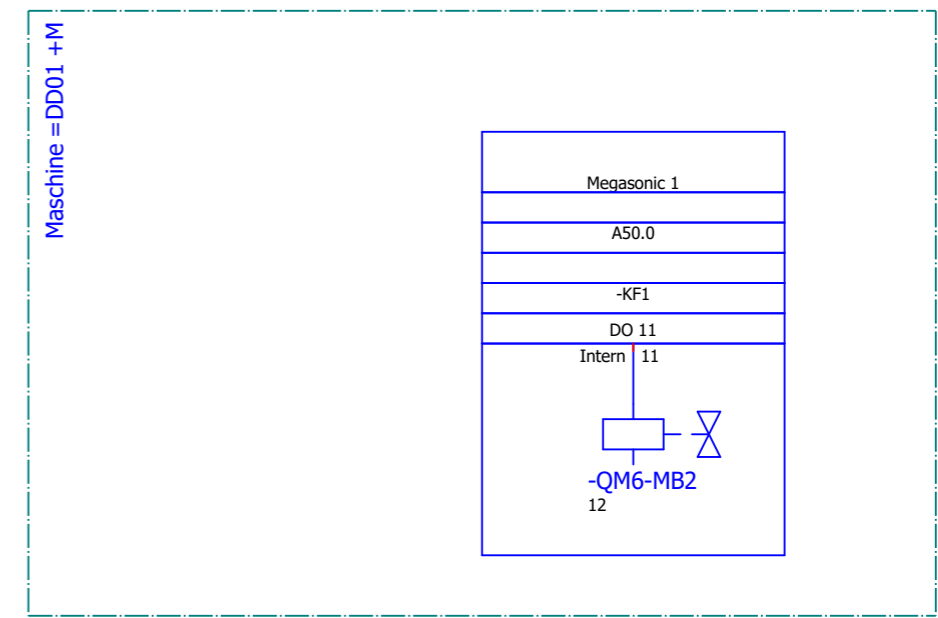 Maschine =DD01 +M
Megasonic 1
A50.0
-KF1
DO 11
Intern 11
-QM6-MB2
12